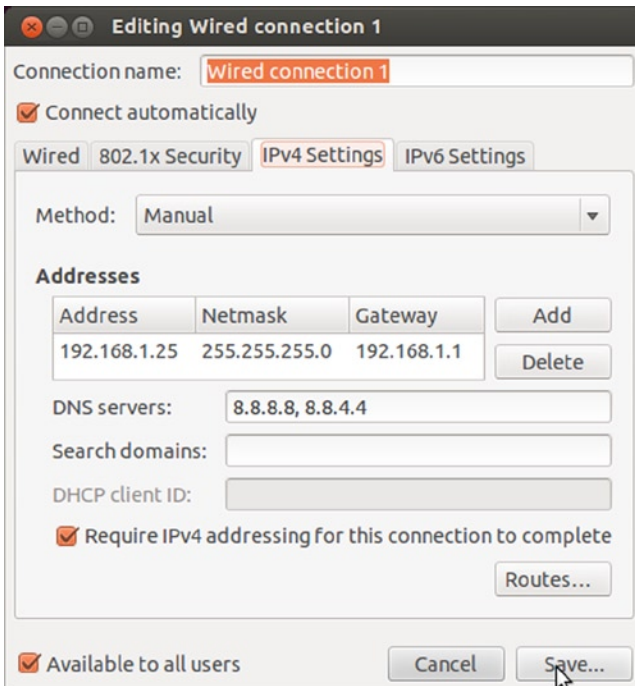 Editing Wired connection 1
Connection name: Wired connection 1
Connect automatically
Wired 802.1x Security IPv4 Settings IPv6 Settings
Method: Manual
Addresses
Address Netmask Gateway Add
192.168.1.25 255.255.255.0 192.168.1.1 Delete
DNS servers: 8.8.8.8, 8.8.4.4
Search domains:
DHCP client ID:
Require IPv4 addressing for this connection to complete
Routes...
Available to all users Cancel Save...